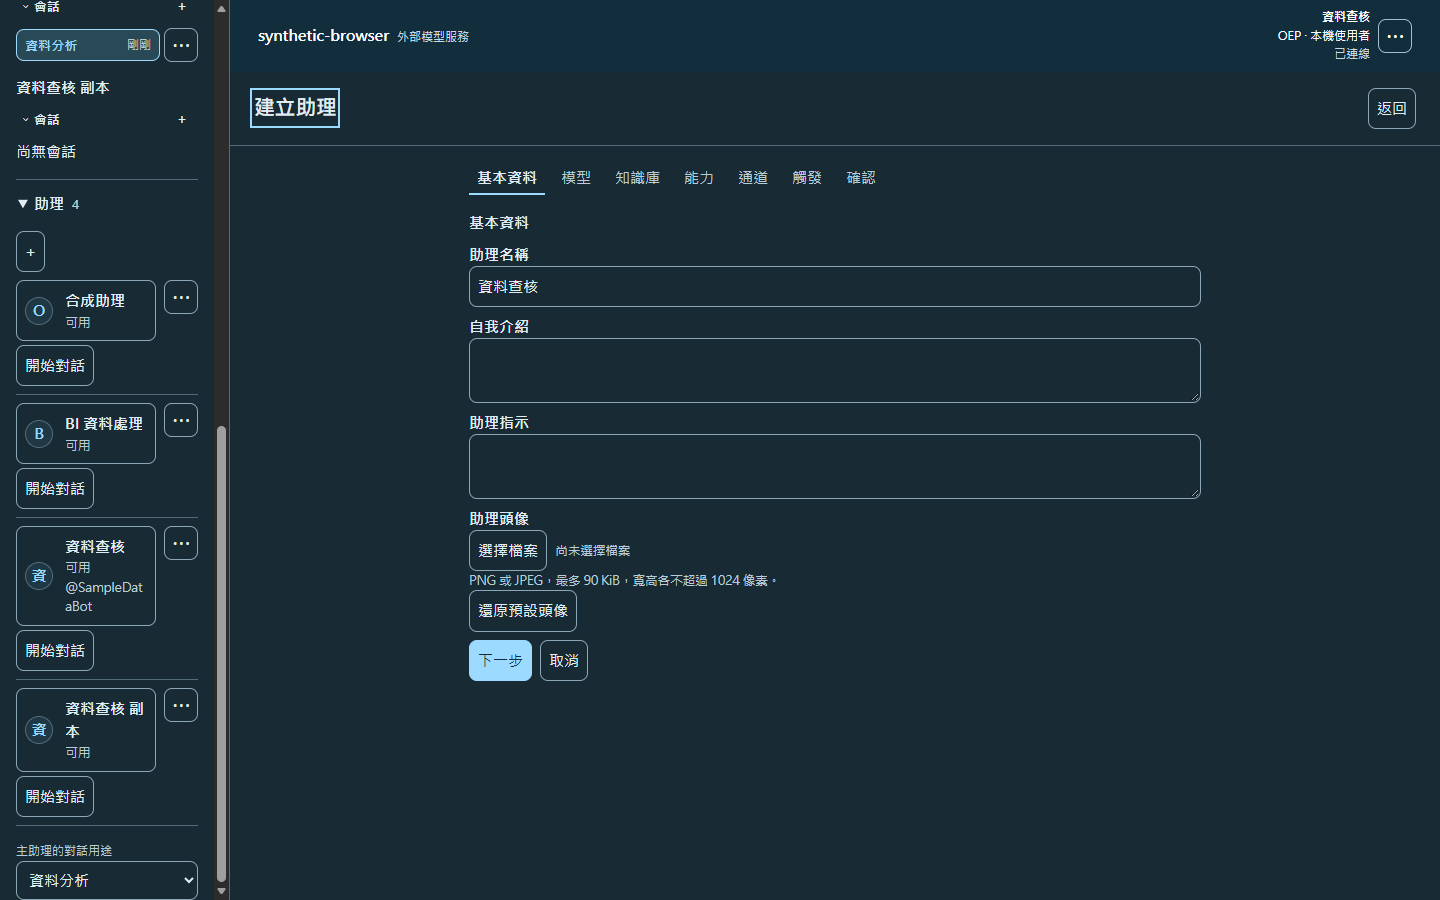 會話 +
資料分析 剛剛 ...
資料查核 副本
會話 +
尚無會話
▼ 助理 4
+
O 合成助理 ...
可用
開始對話
B BI 資料處理 ...
可用
開始對話
資 資料查核 ...
可用
@SampleDat
aBot
開始對話
資 資料查核 副 ...
本
可用
開始對話
主助理的對話用途
資料分析
synthetic-browser 外部模型服務
資料查核
OEP · 本機使用者 ...
已連線
建立助理
返回
基本資料 模型 知識庫 能力 通道 觸發 確認
基本資料
助理名稱
資料查核
自我介紹
助理指示
助理頭像
選擇檔案 尚未選擇檔案
PNG 或 JPEG，最多 90 KiB，寬高各不超過 1024 像素。
還原預設頭像
下一步 取消